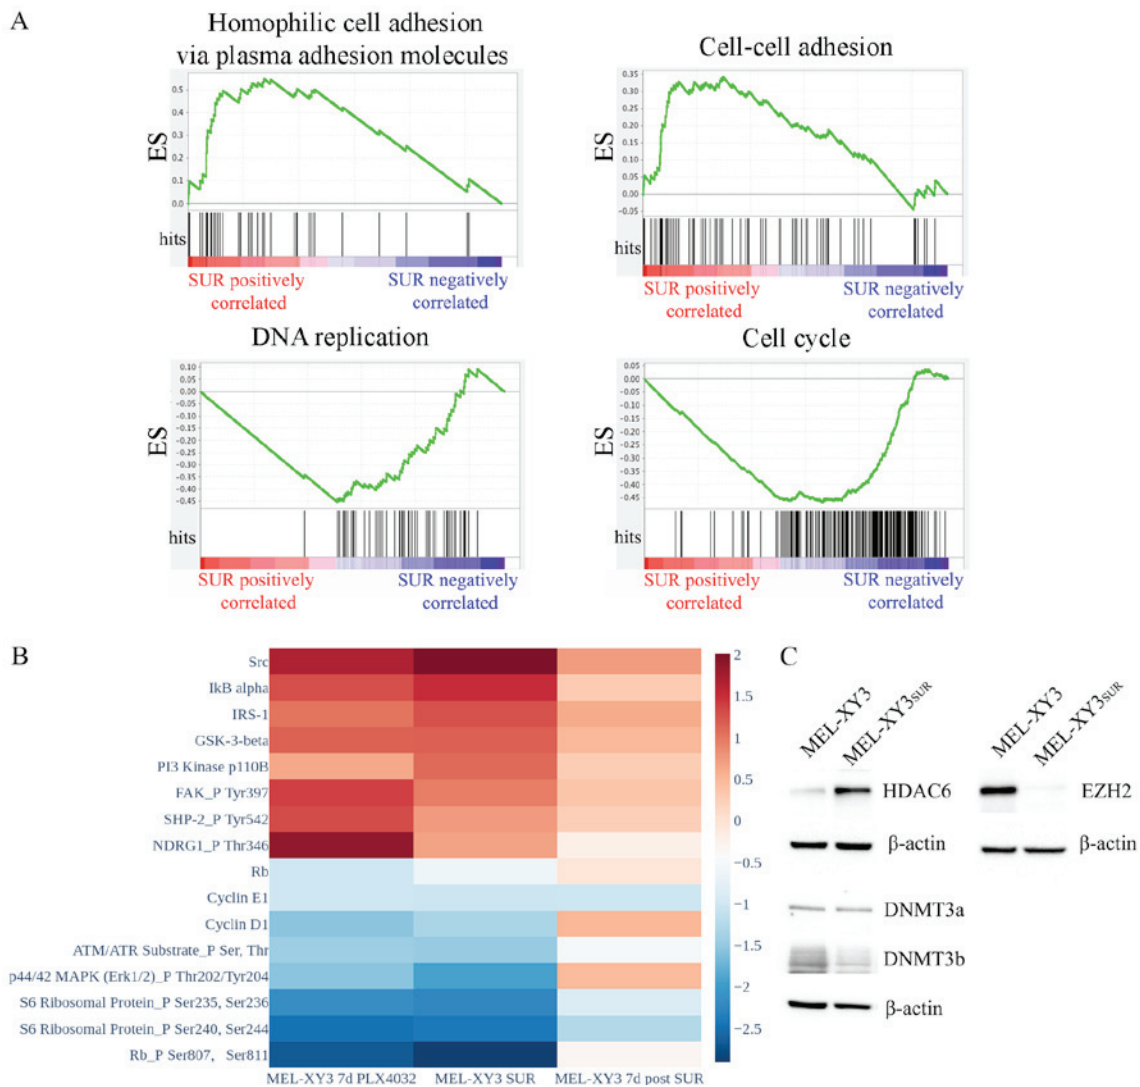 A
Homophilic cell adhesion
via plasma adhesion molecules
ES
0.5
0.4
0.3
0.2
0.1
0.0
hits
SUR positively
correlated
SUR negatively
correlated
Cell-cell adhesion
ES
0.35
0.30
0.25
0.20
0.15
0.10
0.05
0.00
-0.05
hits
SUR positively
correlated
SUR negatively
correlated
DNA replication
ES
0.10
0.05
0.00
-0.05
-0.10
-0.15
-0.20
-0.25
-0.30
-0.35
-0.40
-0.45
hits
SUR positively
correlated
SUR negatively
correlated
Cell cycle
ES
0.05
0.00
-0.05
-0.10
-0.15
-0.20
-0.25
-0.30
-0.35
-0.40
-0.45
hits
SUR positively
correlated
SUR negatively
correlated
B
Src
IkB alpha
IRS-1
GSK-3-beta
PI3 Kinase p110B
FAK_P Tyr397
SHP-2_P Tyr542
NDRG1_P Thr346
Rb
Cyclin E1
Cyclin D1
ATM/ATR Substrate_P Ser, Thr
p44/42 MAPK (Erk1/2)_P Thr202/Tyr204
S6 Ribosomal Protein_P Ser235, Ser236
S6 Ribosomal Protein_P Ser240, Ser244
Rb_P Ser807, Ser811
MEL-XY3 7d PLX4032
MEL-XY3 SUR
MEL-XY3 7d post SUR
2
1.5
1
0.5
0
−0.5
−1
−1.5
−2
−2.5
C
MEL-XY3
MEL-XY3SUR
HDAC6
β-actin
DNMT3a
DNMT3b
β-actin
MEL-XY3
MEL-XY3SUR
EZH2
β-actin